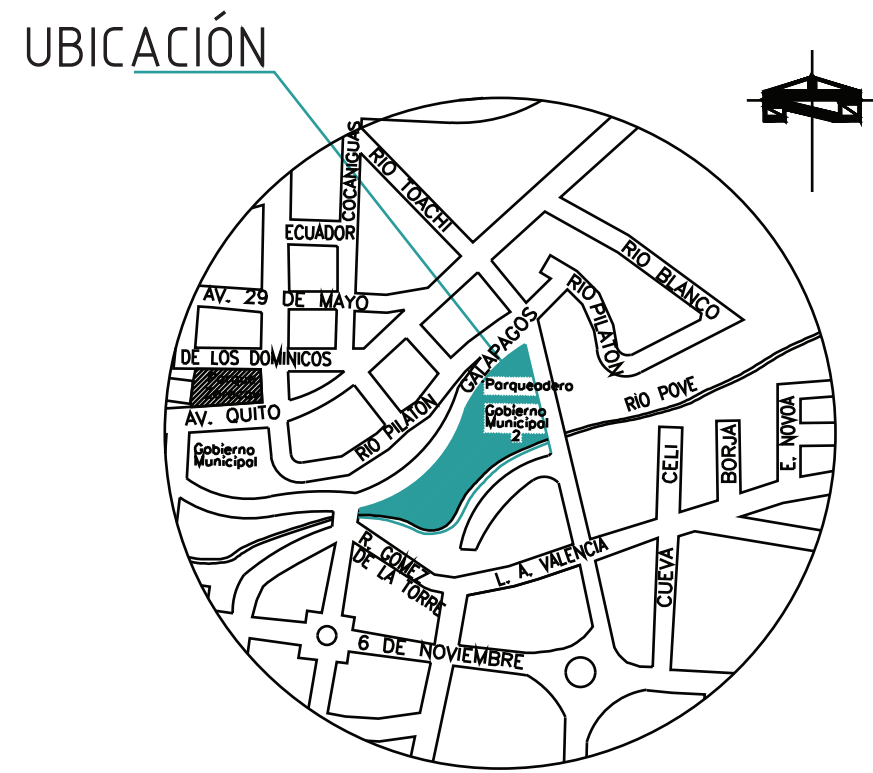 UBICACIÓN
COCANIGUAS
RIO TOACHI
ECUADOR
RIO BLANCO
AV. 29 DE MAYO
RIO PILATON
GALAPAGOS
DE LOS DOMINICOS
Parqueadero
RÍO POVE
AV. QUITO
RIO PILATON
Gobierno
Municipal
2
E. NOVOA
BORJA
CELI
Gobierno
Municipal
R. GOMEZ
DE LA TORRE
L. A. VALENCIA
CUEVA
6 DE NOVIEMBRE